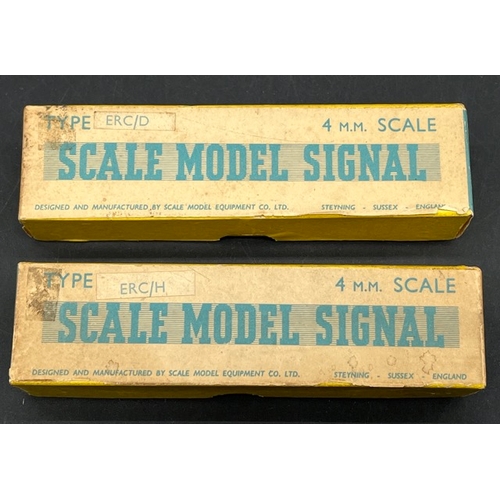 TYPE ERC/D 4 M.M. SCALE
SCALE MODEL SIGNAL
DESIGNED AND MANUFACTURED BY SCALE MODEL EQUIPMENT CO. LTD. STEYNING - SUSSEX - ENGLAND
TYPE ERC/H 4 M.M. SCALE
SCALE MODEL SIGNAL
DESIGNED AND MANUFACTURED BY SCALE MODEL EQUIPMENT CO. LTD. STEYNING - SUSSEX - ENGLAND